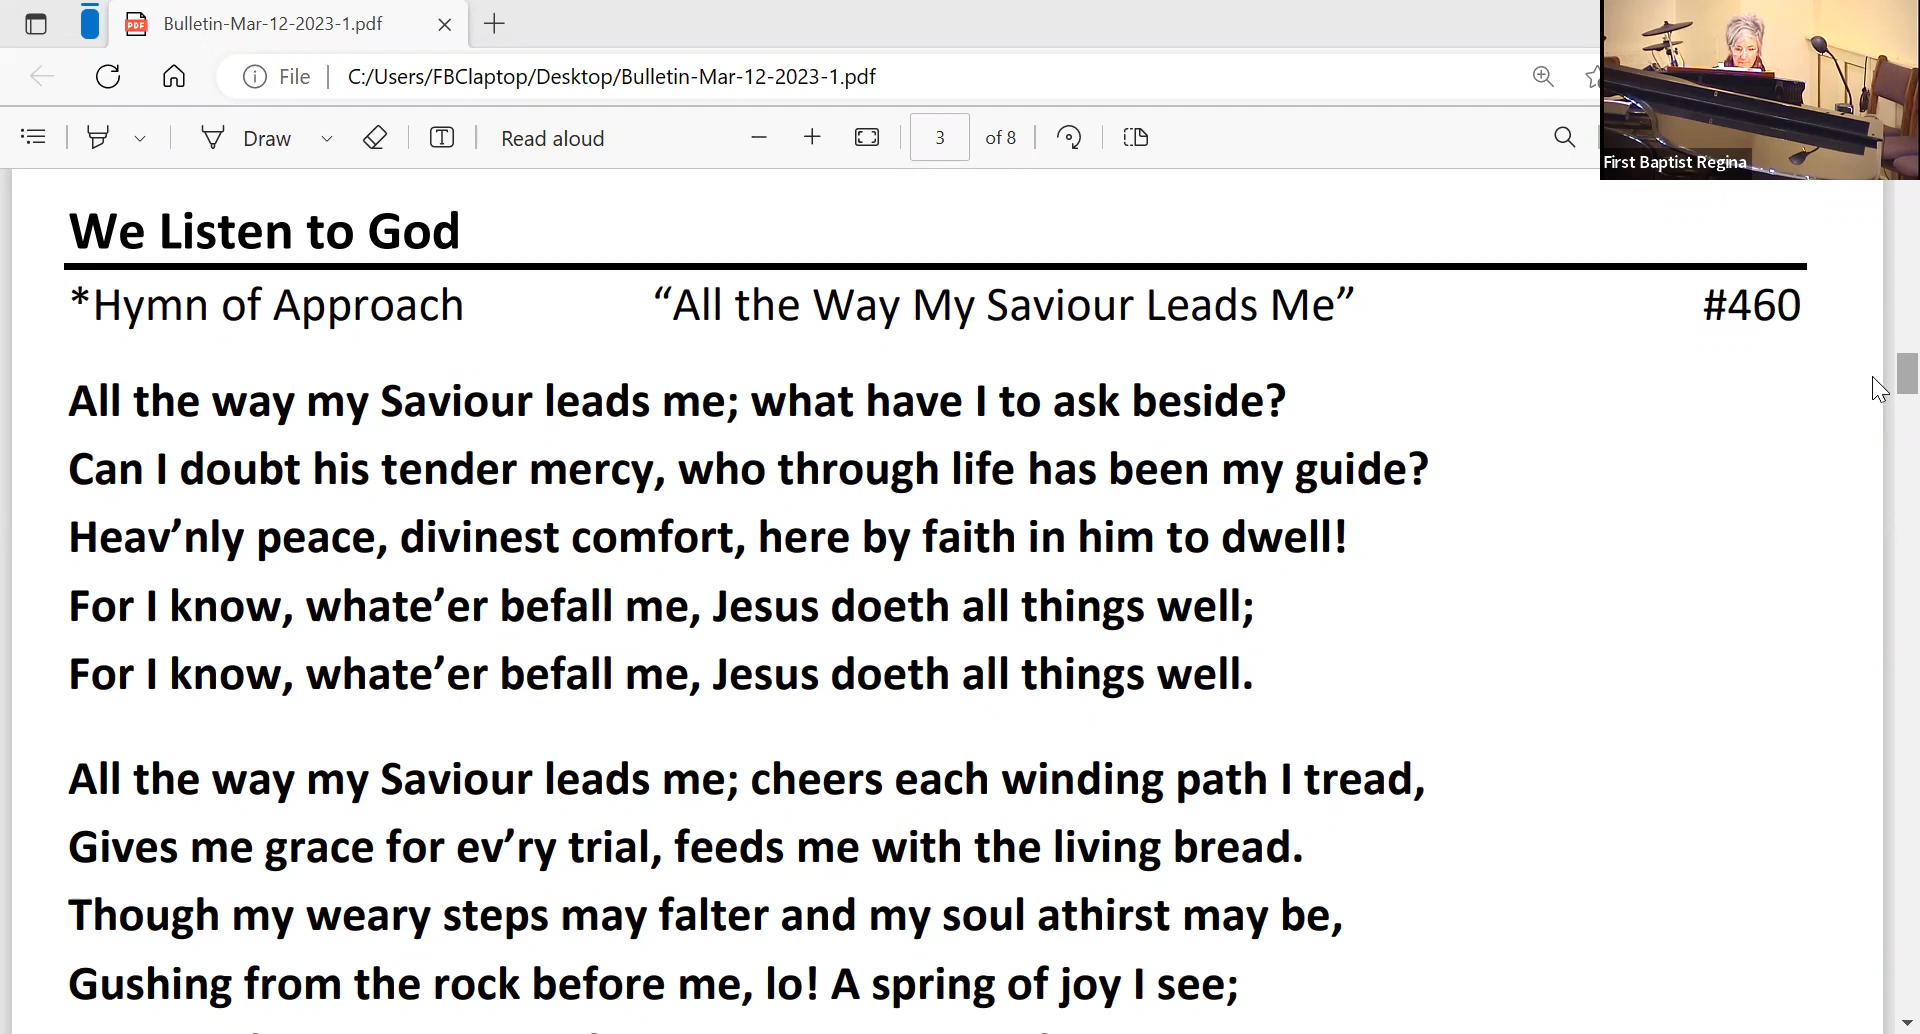 Bulletin-Mar-12-2023-1.pdf
File C:/Users/FBClaptop/Desktop/Bulletin-Mar-12-2023-1.pdf
Draw Read aloud 3 of 8
First Baptist Regina
We Listen to God
*Hymn of Approach “All the Way My Saviour Leads Me” #460
All the way my Saviour leads me; what have I to ask beside?
Can I doubt his tender mercy, who through life has been my guide?
Heav’nly peace, divinest comfort, here by faith in him to dwell!
For I know, whate’er befall me, Jesus doeth all things well;
For I know, whate’er befall me, Jesus doeth all things well.
All the way my Saviour leads me; cheers each winding path I tread,
Gives me grace for ev’ry trial, feeds me with the living bread.
Though my weary steps may falter and my soul athirst may be,
Gushing from the rock before me, lo! A spring of joy I see;